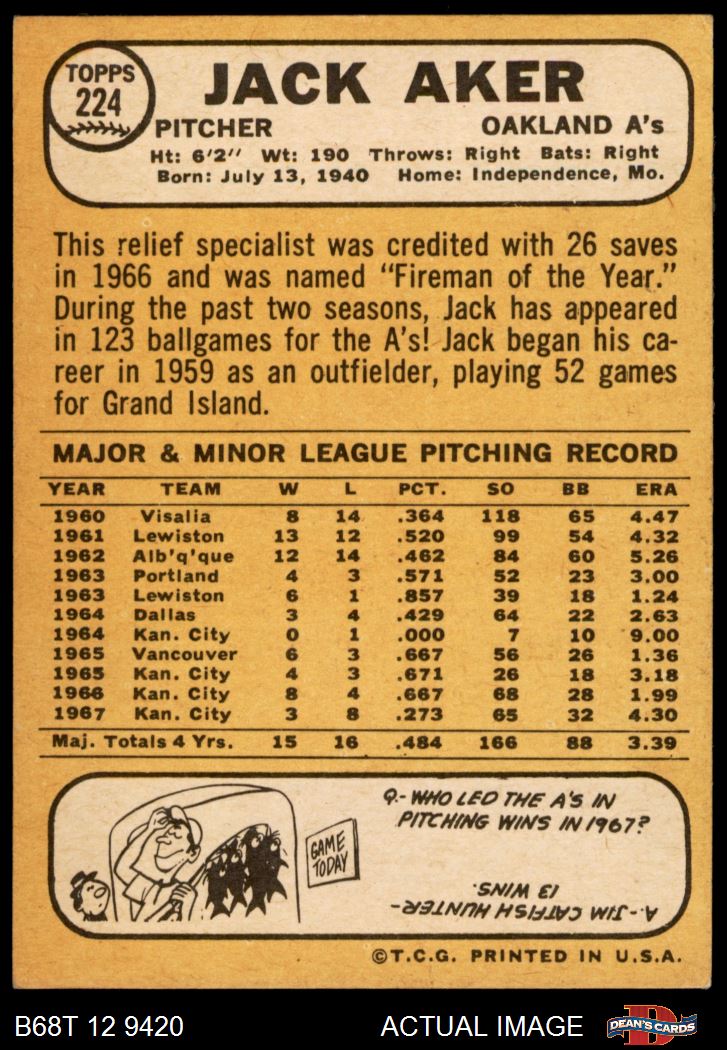 TOPPS
224
JACK AKER
PITCHER OAKLAND A's
Ht: 6'2" Wt: 190 Throws: Right Bats: Right
Born: July 13, 1940 Home: Independence, Mo.
This relief specialist was credited with 26 saves
in 1966 and was named "Fireman of the Year."
During the past two seasons, Jack has appeared
in 123 ballgames for the A's! Jack began his ca-
reer in 1959 as an outfielder, playing 52 games
for Grand Island.
MAJOR & MINOR LEAGUE PITCHING RECORD
YEAR TEAM W L PCT. SO BB ERA
1960 Visalia 8 14 .364 118 65 4.47
1961 Lewiston 13 12 .520 99 54 4.32
1962 Alb'q'que 12 14 .462 84 60 5.26
1963 Portland 4 3 .571 52 23 3.00
1963 Lewiston 6 1 .857 39 18 1.24
1964 Dallas 3 4 .429 64 22 2.63
1964 Kan. City 0 1 .000 7 10 9.00
1965 Vancouver 6 3 .667 56 26 1.36
1965 Kan. City 4 3 .671 26 18 3.18
1966 Kan. City 8 4 .667 68 28 1.99
1967 Kan. City 3 8 .273 65 32 4.30
Maj. Totals 4 Yrs. 15 16 .484 166 88 3.39
GAME
TODAY
Q.- WHO LED THE A'S IN
PITCHING WINS IN 1967?
A.- JIM CATFISH HUNTER-
13 WINS.
©T.C.G. PRINTED IN U.S.A.
B68T 12 9420 ACTUAL IMAGE
DEAN'S CARDS